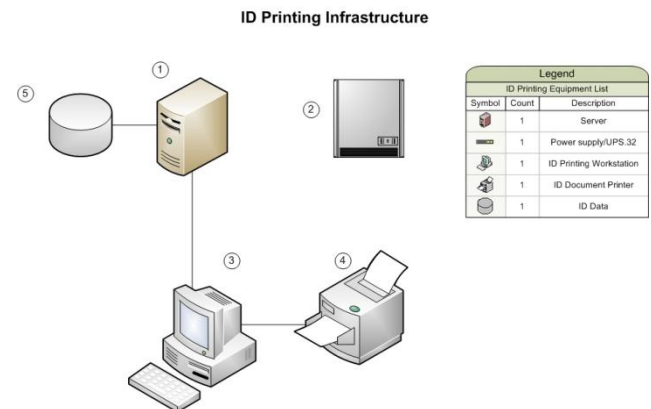 ID Printing Infrastructure
1
5
2
3
4
Legend
ID Printing Equipment List
Symbol Count Description
1 Server
1 Power supply/UPS.32
1 ID Printing Workstation
1 ID Document Printer
1 ID Data